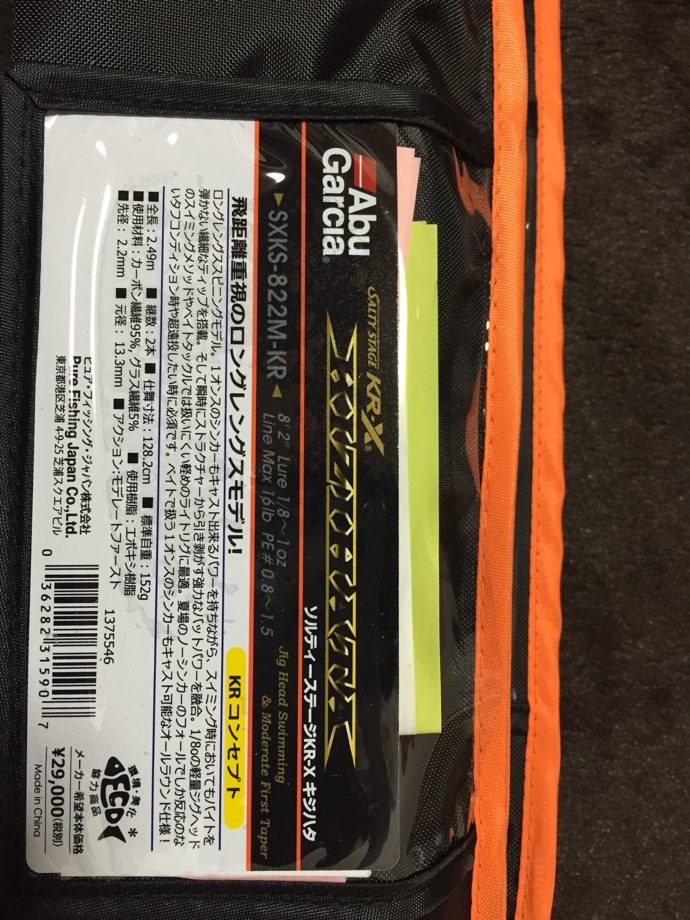 Abu
Garcia®
SALTY STAGE KR-X®
KIJIHATA
ソルティーステージKR-X キジハタ
SXKS-822M-KR
8'2" Lure 1/8～1oz
Line Max 16lb PE#0.8～1.5
Jig Head Swimming
& Moderate First Taper
飛距離重視のロングレングスモデル!
KRコンセプト
ロングレングススピニングモデル。1オンスのシンカーもキャスト出来るパワーを持ちながら、スイミング時においてもバイトを
弾かない繊細なティップを搭載。そして瞬時にストラクチャーから引き剥がす強力なバットパワーを融合。1/8ozの軽量ジグヘッド
のスイミングメソッドやベイトタックルでは扱いにくい軽めのライトリグに最適。夏場のノーシンカーのフォールでしか反応のな
いタフコンディション時や超遠投したい時に必須です。ベイトで扱う1オンスのシンカーもキャスト可能なオールラウンド仕様！
■全長：2.49m ■継数：2本 ■仕舞寸法：128.2cm ■標準自重：152g
■使用材料：カーボン繊維95%, グラス繊維5% ■使用樹脂：エポキシ樹脂
■先径：2.2mm ■元径：13.3mm ■アクション：モデレートファースト
ピュア・フィッシング・ジャパン株式会社
Pure Fishing Japan Co.,Ltd.
東京都港区芝浦 4-9-25 芝浦スクエアビル
1375546
0 36282 31590 7
環境・美化
ECO
協力商品
メーカー希望本体価格
¥29,000(税別)
Made in China